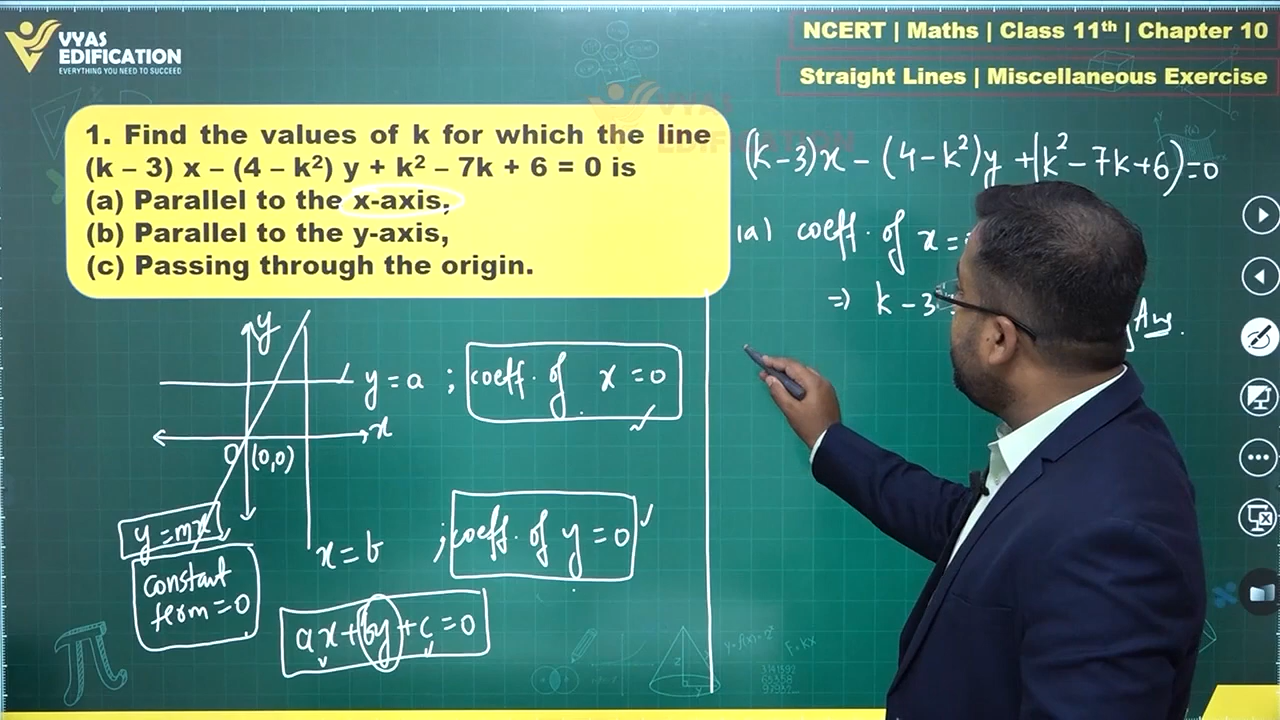 VYAS
EDIFICATION
EVERYTHING YOU NEED TO SUCCEED
NCERT | Maths | Class 11th | Chapter 10
Straight Lines | Miscellaneous Exercise
1. Find the values of k for which the line
(k – 3) x – (4 – k²) y + k² – 7k + 6 = 0 is
(a) Parallel to the x-axis,
(b) Parallel to the y-axis,
(c) Passing through the origin.
(k-3)x - (4-k²)y + (k²-7k+6)=0
(a) coeff. of x =
⇒ k-3
Ans.
y
y = a ; coeff. of x = 0
x
O (0,0)
y = mx
constant
term = 0
x = b ; coeff. of y = 0
ax + by + c = 0